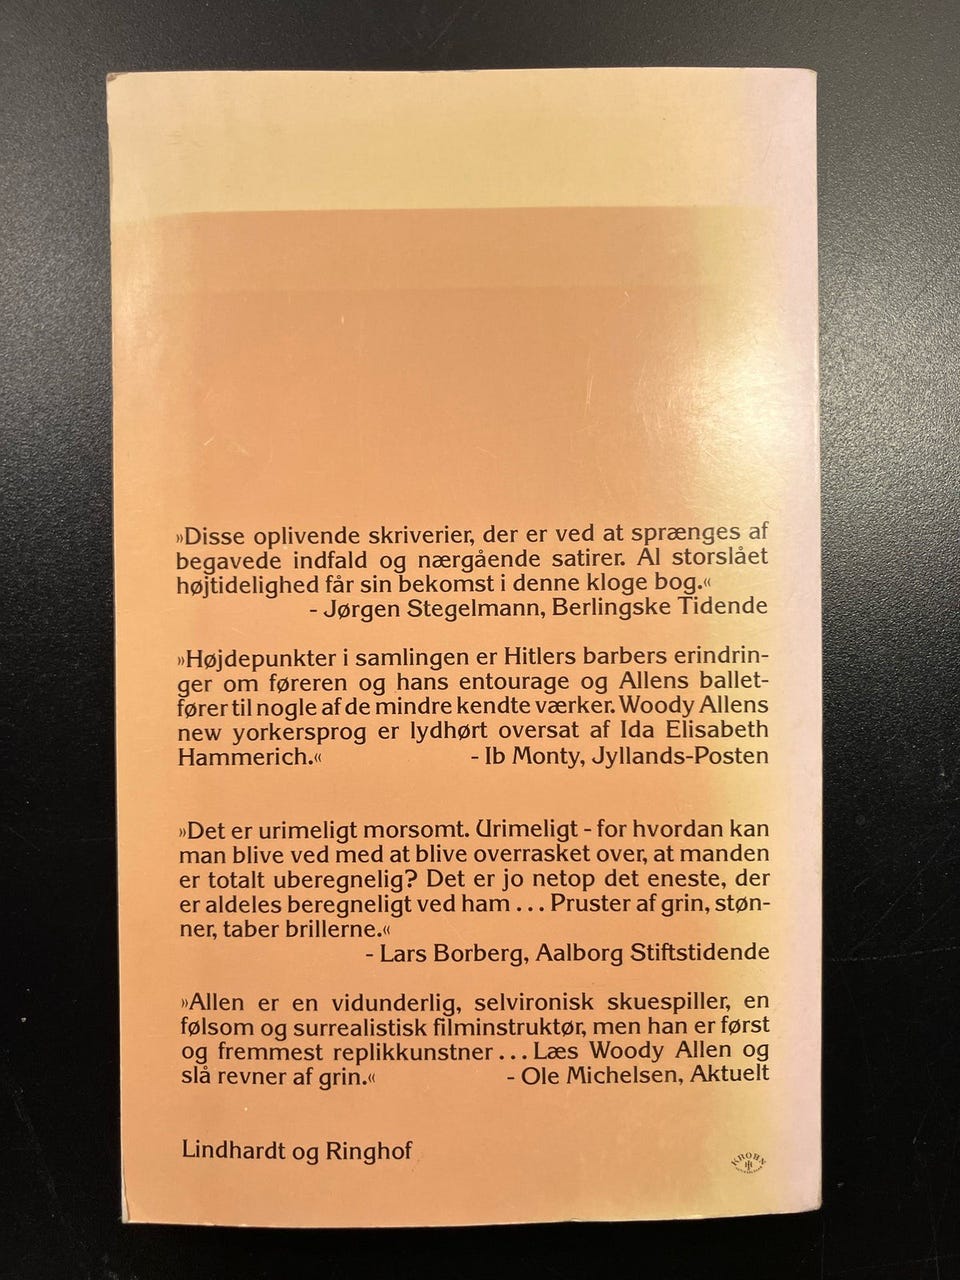 »Disse oplivende skriverier, der er ved at sprænges af
begavede indfald og nærgående satirer. Al storslået
højtidelighed får sin bekomst i denne kloge bog.«
- Jørgen Stegelmann, Berlingske Tidende
»Højdepunkter i samlingen er Hitlers barbers erindrin-
ger om føreren og hans entourage og Allens ballet-
fører til nogle af de mindre kendte værker. Woody Allens
new yorkersprog er lydhørt oversat af Ida Elisabeth
Hammerich.« - Ib Monty, Jyllands-Posten
»Det er urimeligt morsomt. Urimeligt - for hvordan kan
man blive ved med at blive overrasket over, at manden
er totalt uberegnelig? Det er jo netop det eneste, der
er aldeles beregneligt ved ham ... Pruster af grin, støn-
ner, taber brillerne.«
- Lars Borberg, Aalborg Stiftstidende
»Allen er en vidunderlig, selvironisk skuespiller, en
følsom og surrealistisk filminstruktør, men han er først
og fremmest replikkunstner ... Læs Woody Allen og
slå revner af grin.« - Ole Michelsen, Aktuelt
Lindhardt og Ringhof
KROHN